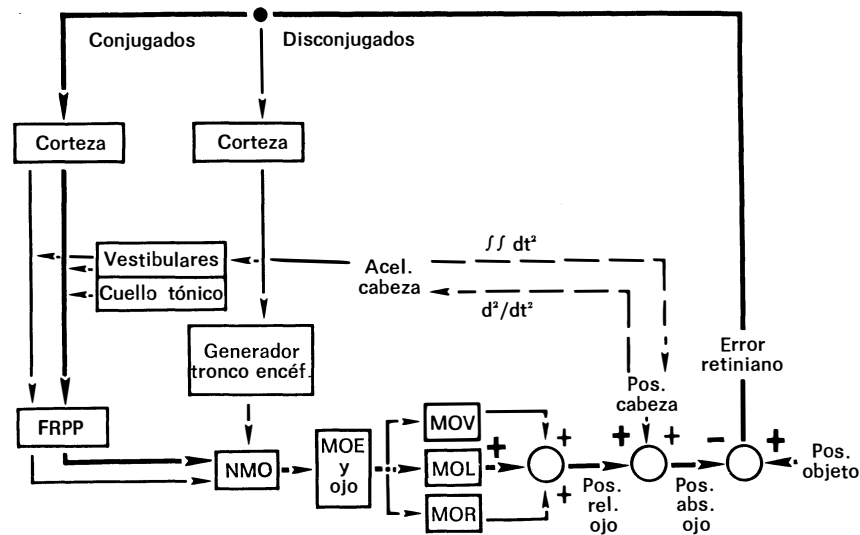 Conjugados
Disconjugados
Corteza
Corteza
Vestibulares
Cuello tónico
∫∫ dt²
Acel.
cabeza
d²/dt²
Generador
tronco encéf.
Error
retiniano
Pos.
cabeza
FRPP
NMO
MOE
y
ojo
MOV
MOL
MOR
+
+
+
+
+
−
+
Pos.
rel.
ojo
Pos.
abs.
ojo
Pos.
objeto